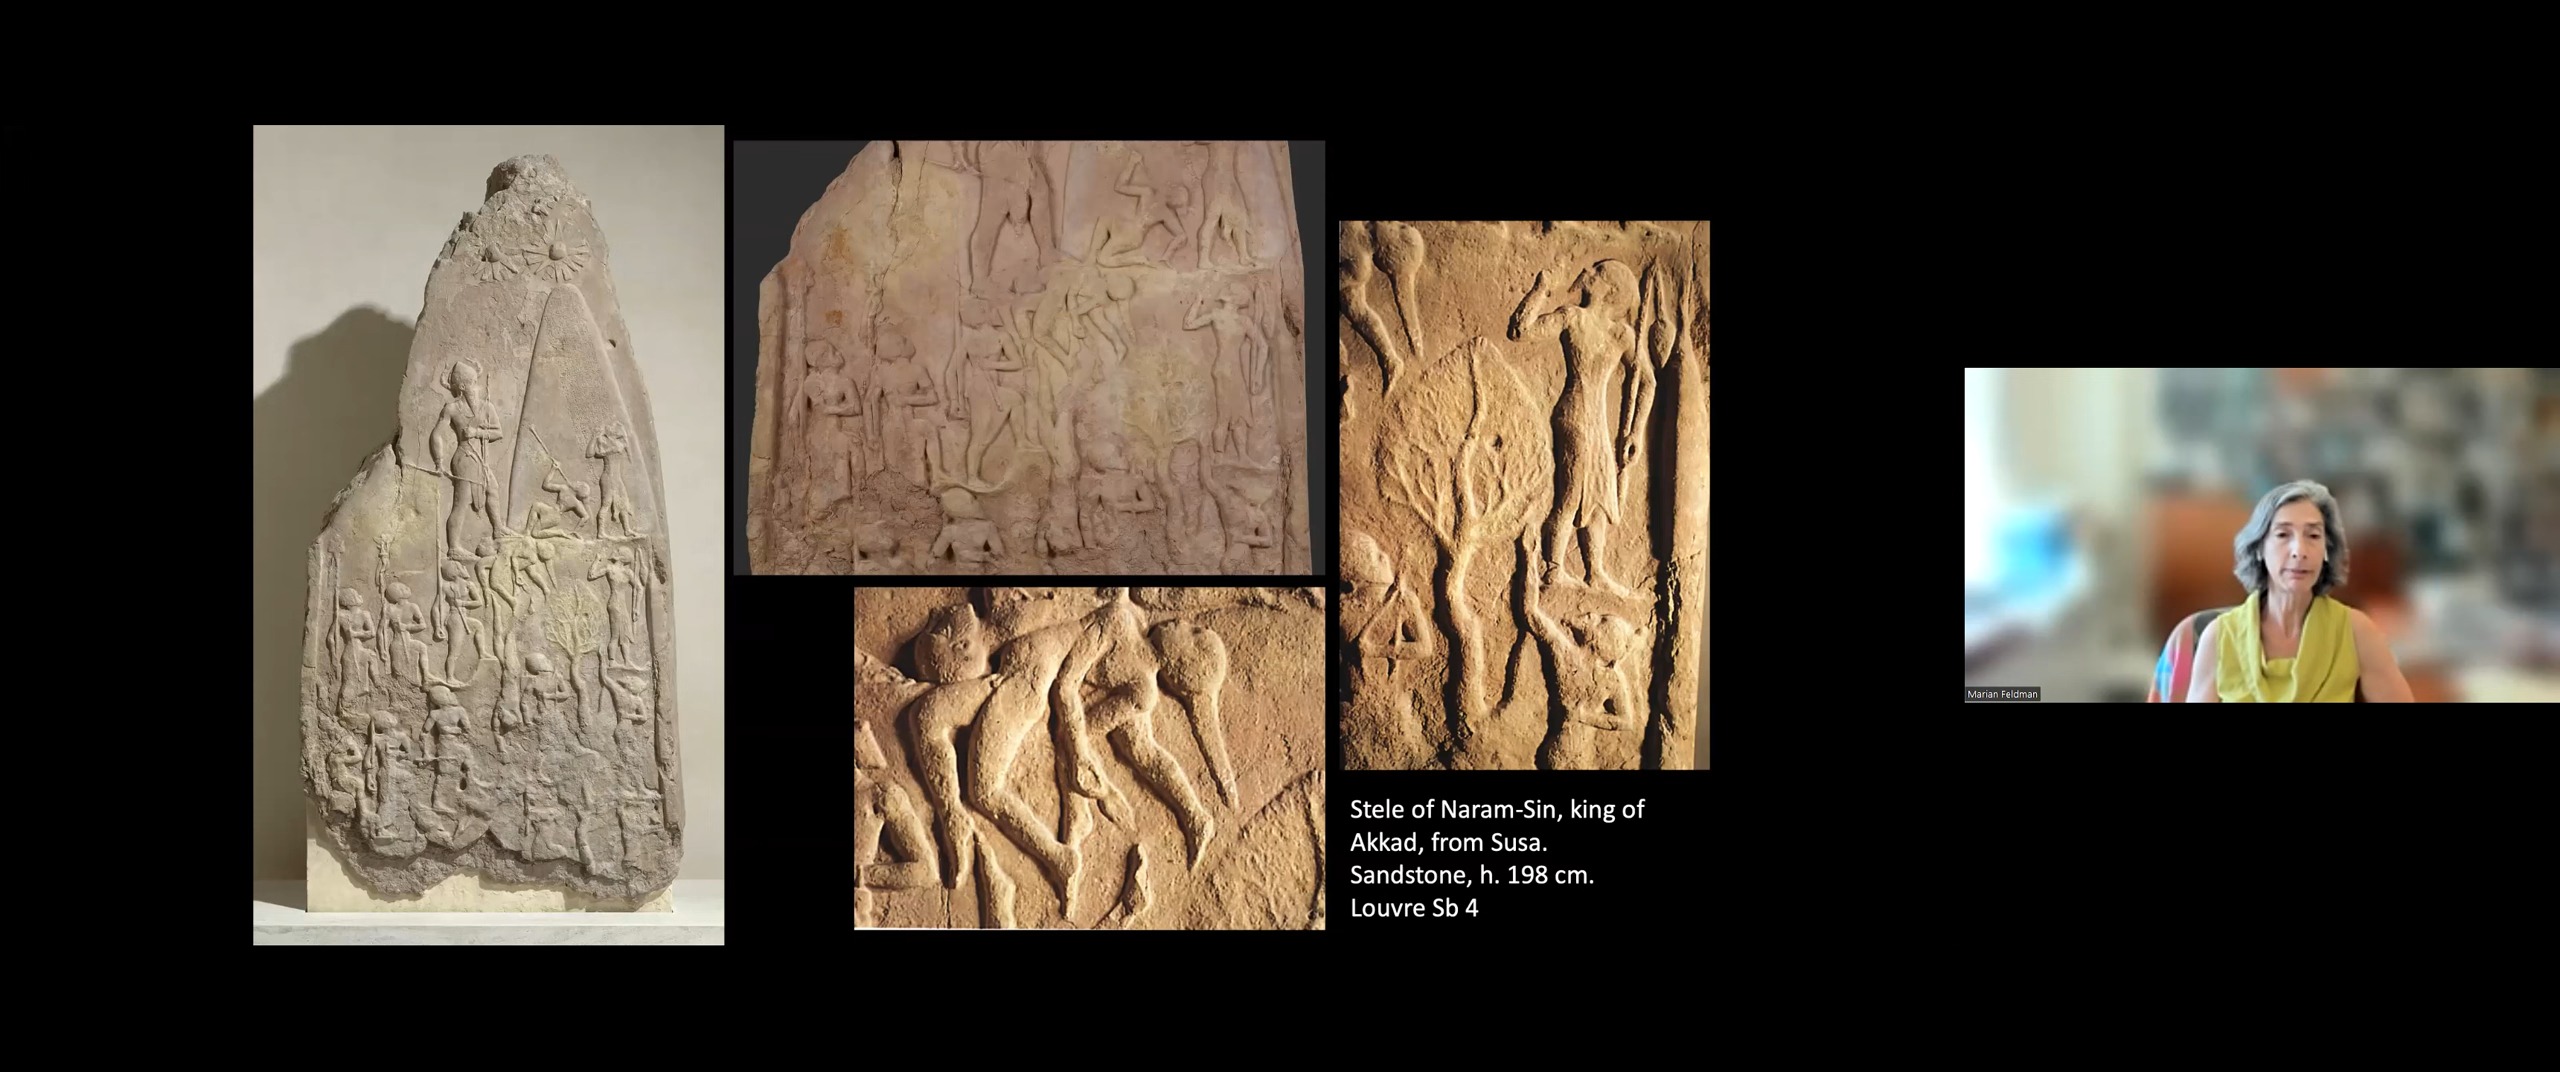 Stele of Naram-Sin, king of
Akkad, from Susa.
Sandstone, h. 198 cm.
Louvre Sb 4
Marian Feldman